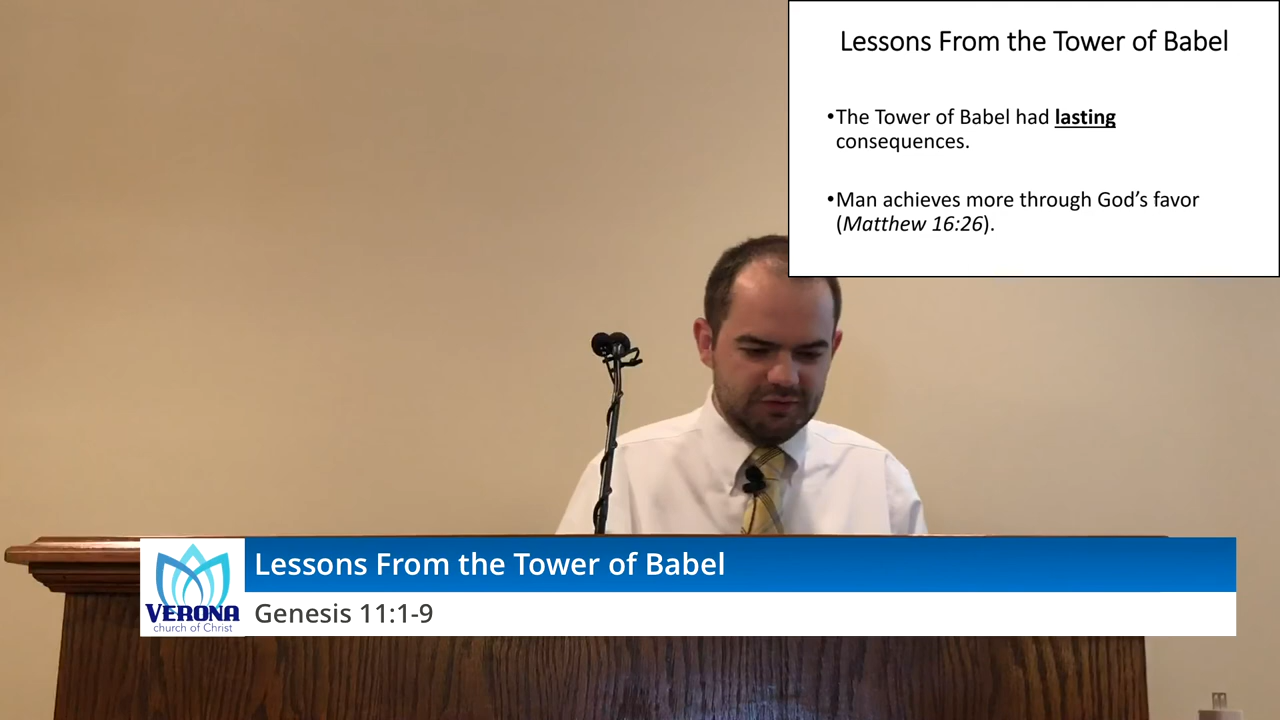 Lessons From the Tower of Babel
•The Tower of Babel had lasting
consequences.
•Man achieves more through God's favor
(Matthew 16:26).
Lessons From the Tower of Babel
VERONA
church of Christ
Genesis 11:1-9